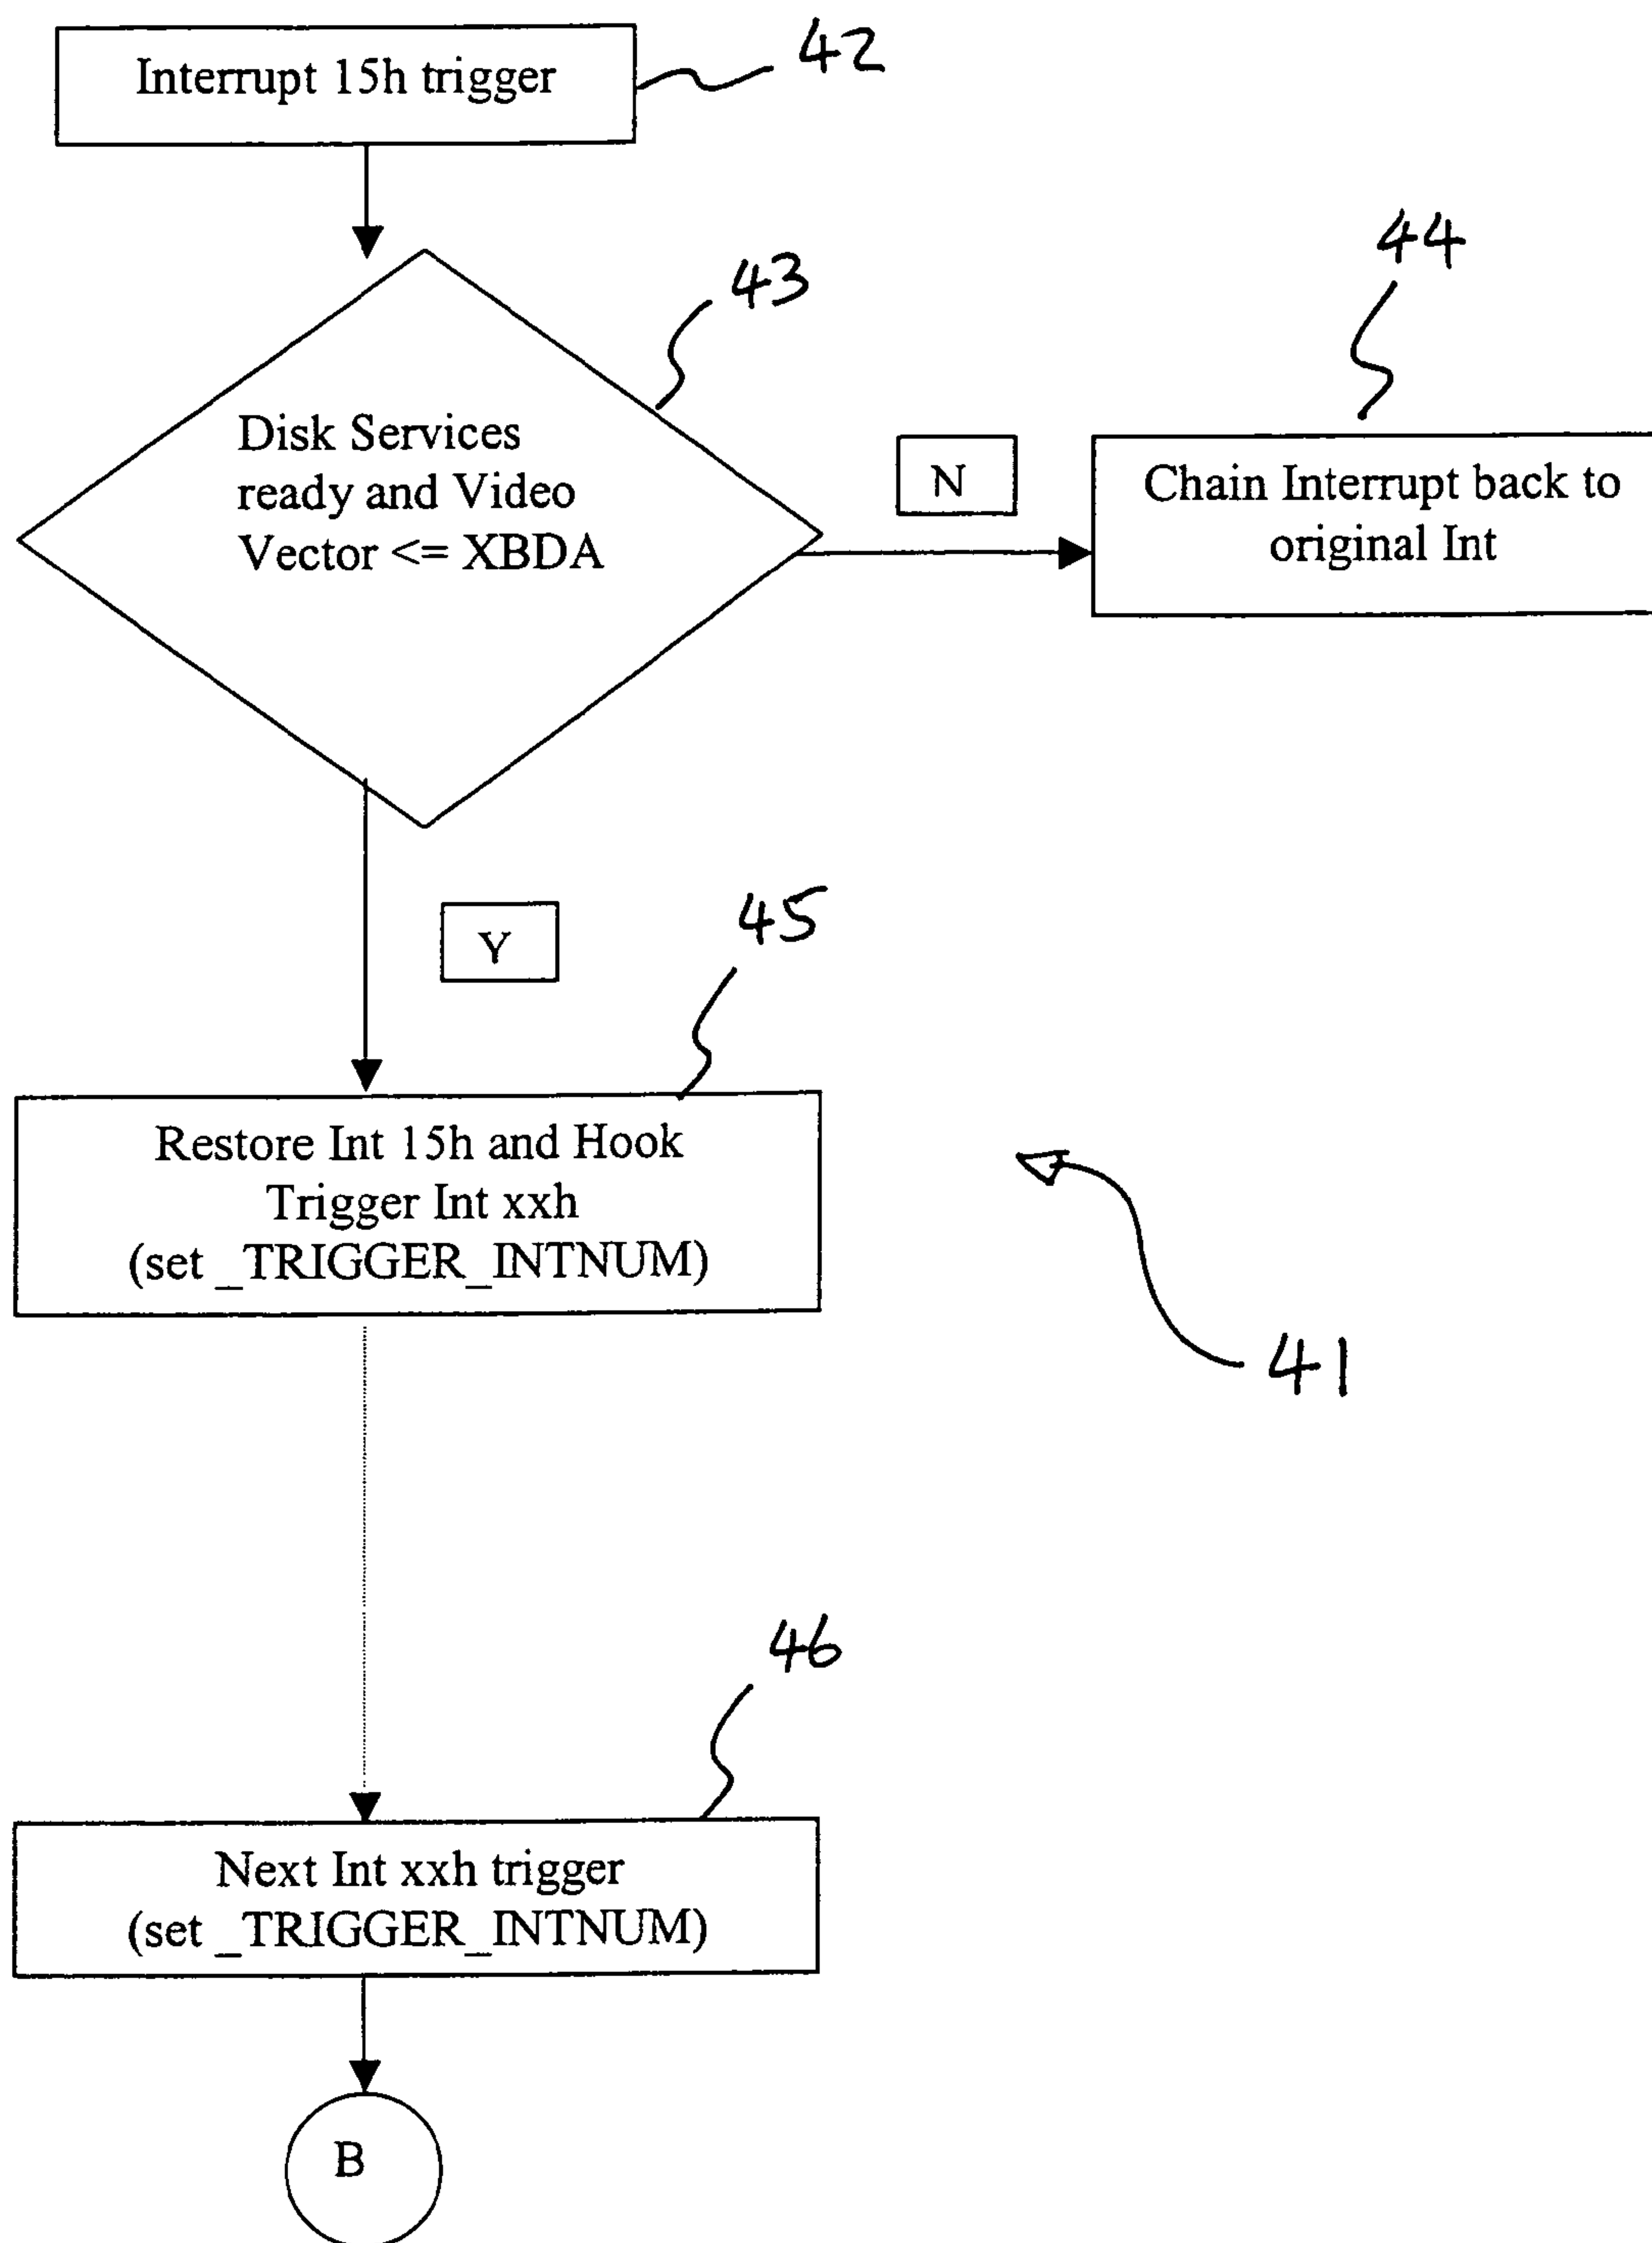 Interrupt 15h trigger
42
43
Disk Services
ready and Video
Vector <= XBDA
N
44
Chain Interrupt back to
original Int
Y
45
Restore Int 15h and Hook
Trigger Int xxh
(set _TRIGGER_INTNUM)
41
46
Next Int xxh trigger
(set _TRIGGER_INTNUM)
B